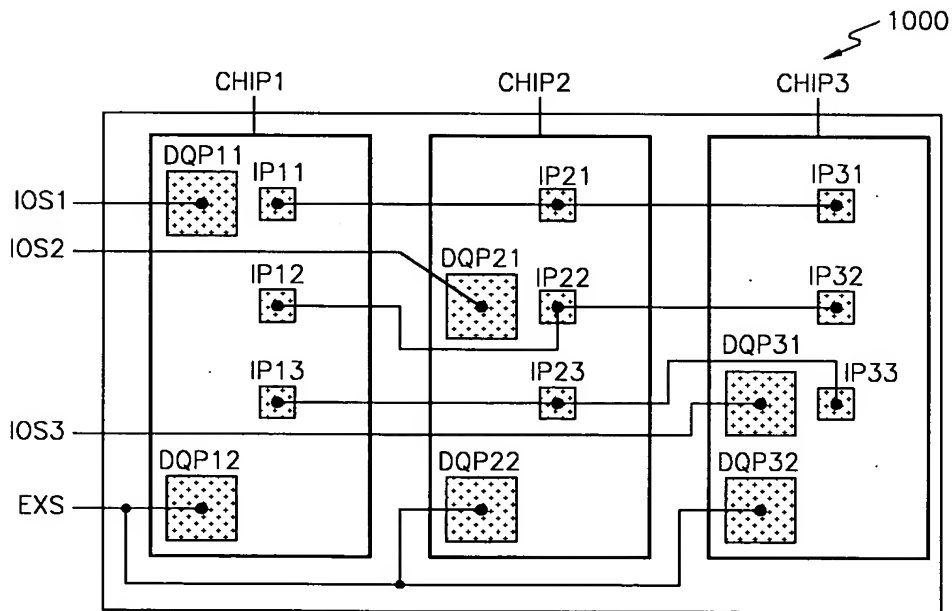 1000
CHIP1 CHIP2 CHIP3
DQP11 IP11 IP21 IP31
IOS1
IOS2
DQP21
IP12 IP22 IP32
DQP31
IP13 IP23 IP33
IOS3
DQP12 DQP22 DQP32
EXS